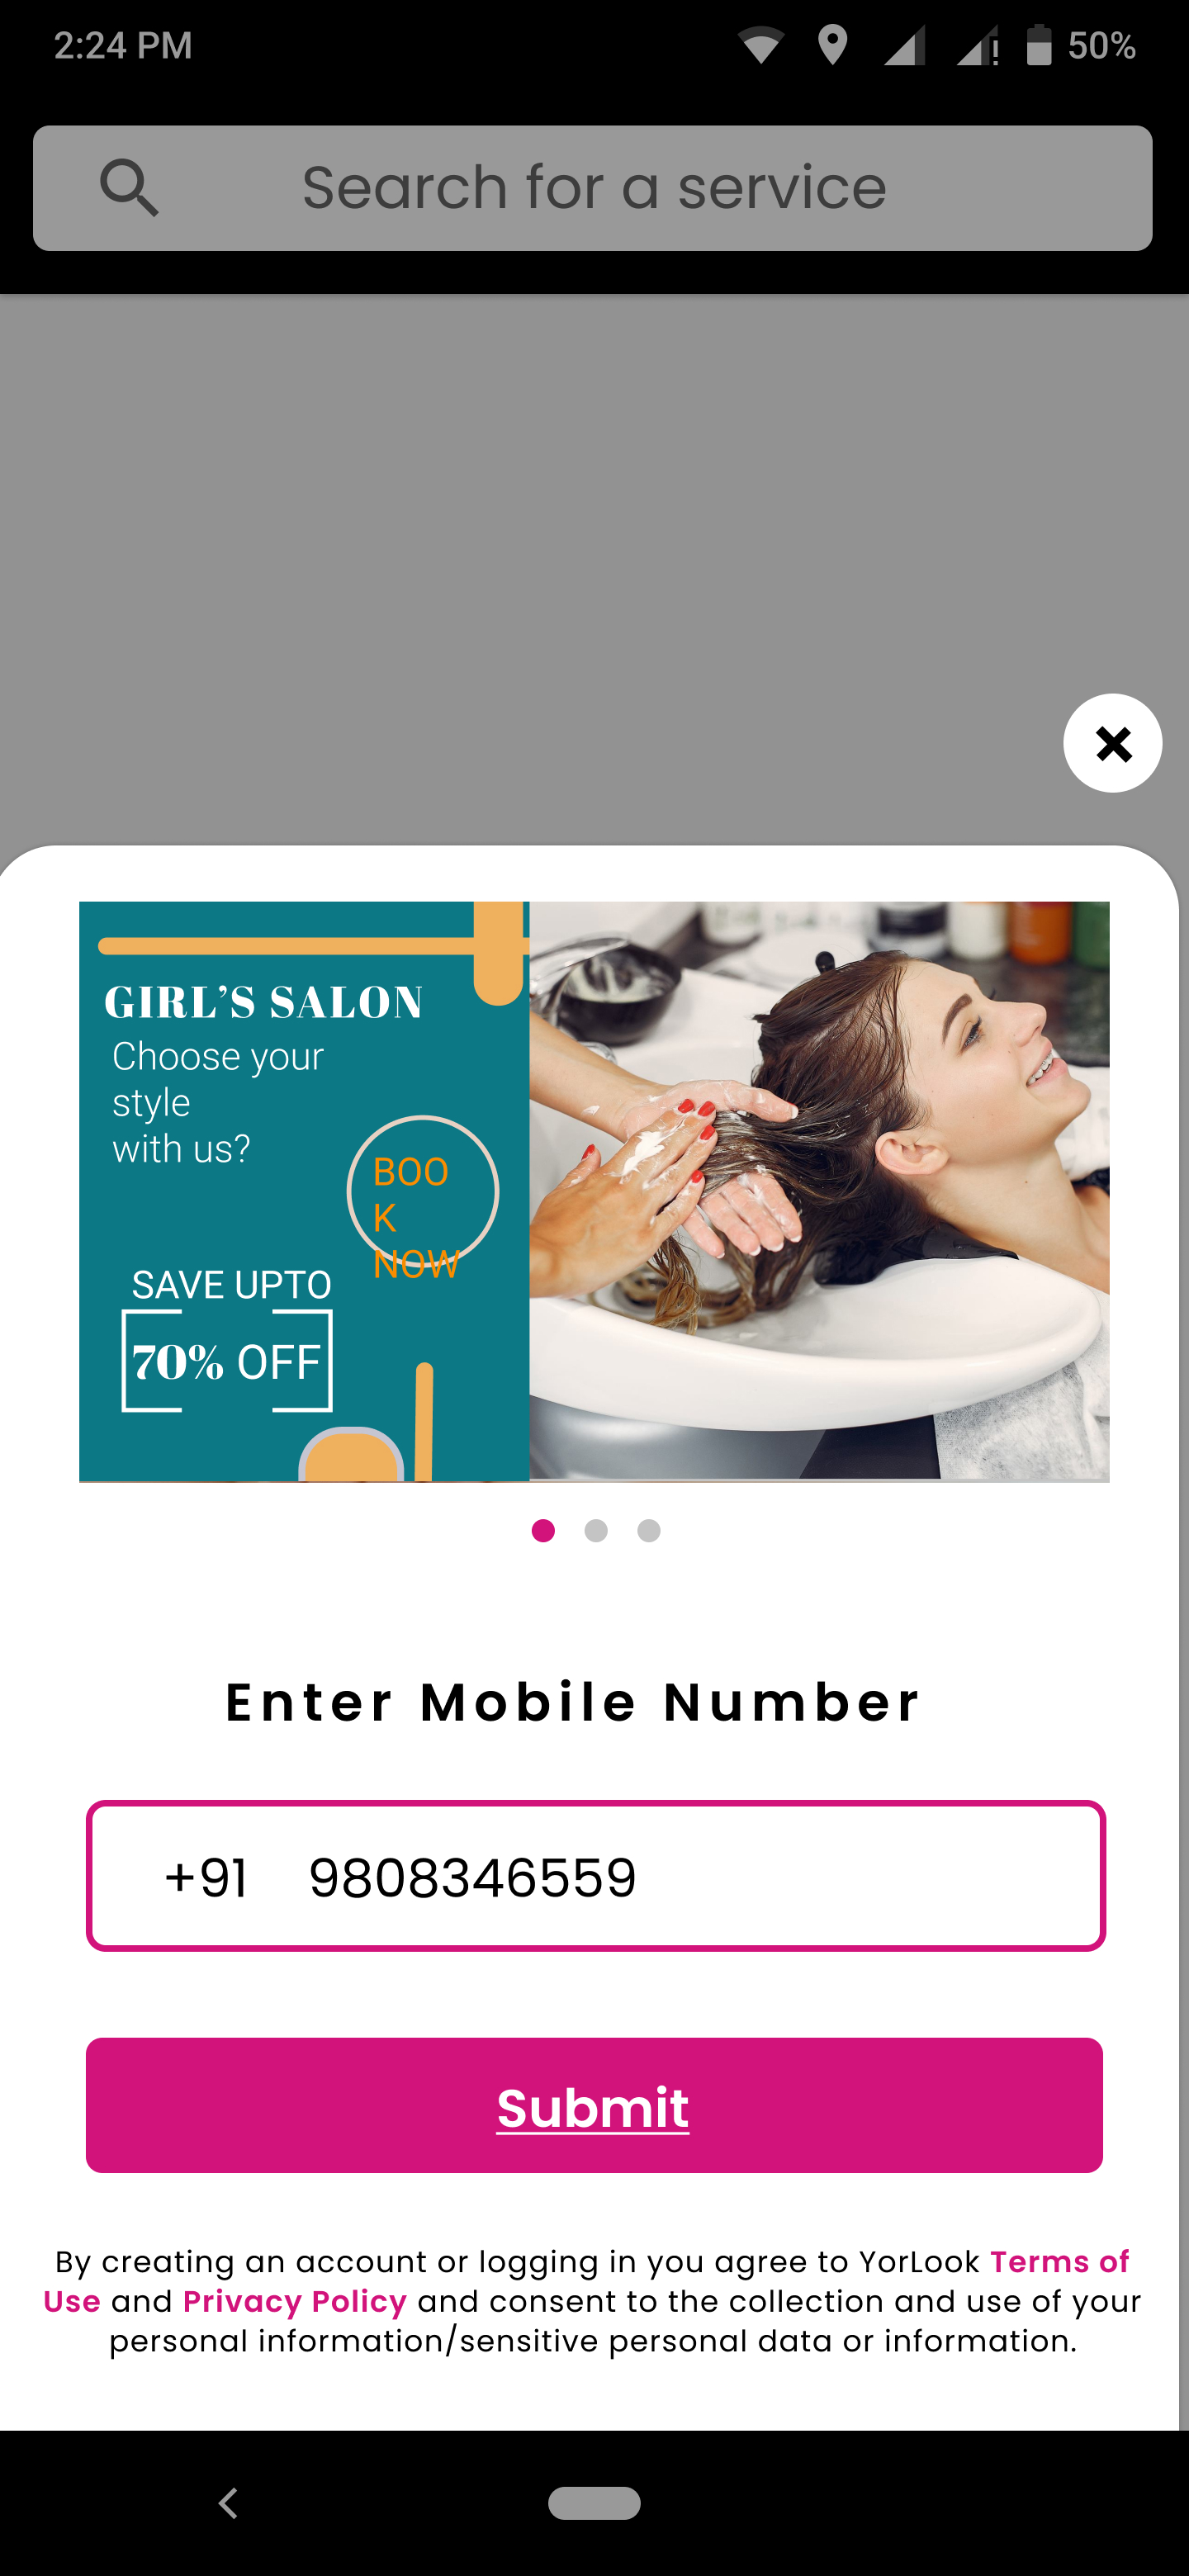 2:24 PM
50%
Search for a service
GIRL’S SALON
Choose your
style
with us?
BOO
K
NOW
SAVE UPTO
70% OFF
Enter Mobile Number
+91 9808346559
Submit
By creating an account or logging in you agree to YorLook Terms of
Use and Privacy Policy and consent to the collection and use of your
personal information/sensitive personal data or information.